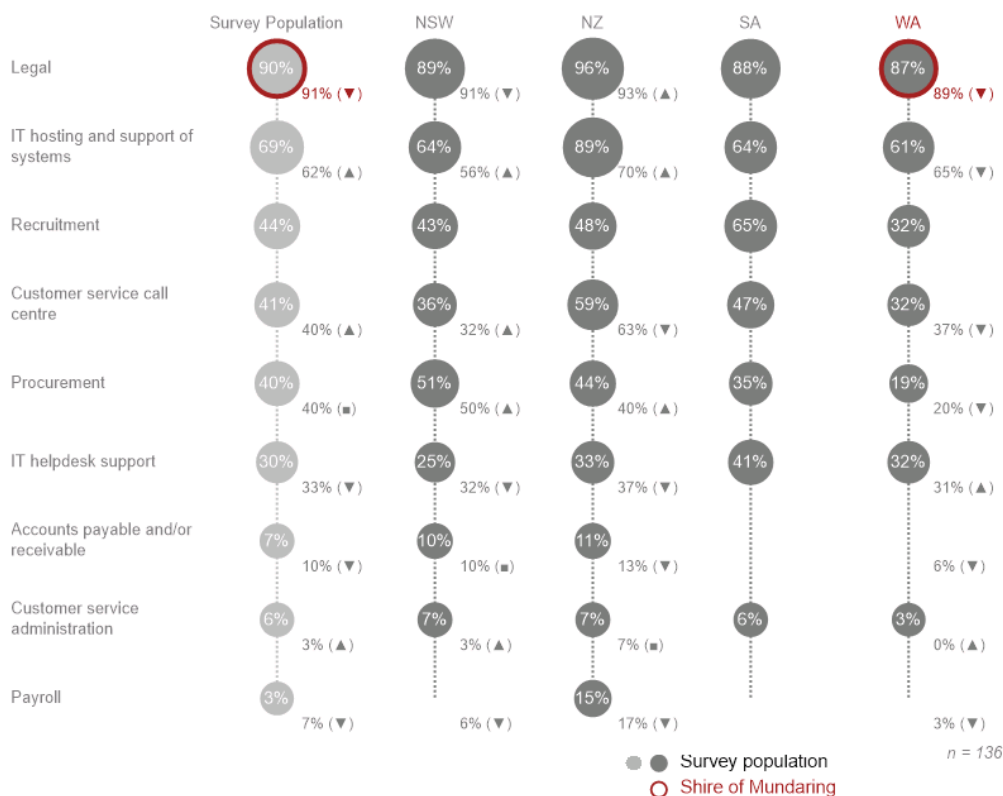 Survey Population NSW NZ SA WA
Legal 90% 89% 96% 88% 87%
91% (▼) 91% (▼) 93% (▲) 89% (▼)
IT hosting and support of
systems 69% 64% 89% 64% 61%
62% (▲) 56% (▲) 70% (▲) 65% (▼)
Recruitment 44% 43% 48% 65% 32%
Customer service call
centre 41% 36% 59% 47% 32%
40% (▲) 32% (▲) 63% (▼) 37% (▼)
Procurement 40% 51% 44% 35% 19%
40% (■) 50% (▲) 40% (▲) 20% (▼)
IT helpdesk support 30% 25% 33% 41% 32%
33% (▼) 32% (▼) 37% (▼) 31% (▲)
Accounts payable and/or
receivable 7% 10% 11%
10% (▼) 10% (■) 13% (▼) 6% (▼)
Customer service
administration 6% 7% 7% 6% 3%
3% (▲) 3% (▲) 7% (■) 0% (▲)
Payroll 3% 15%
7% (▼) 6% (▼) 17% (▼) 3% (▼)
n = 136
Survey population
Shire of Mundaring